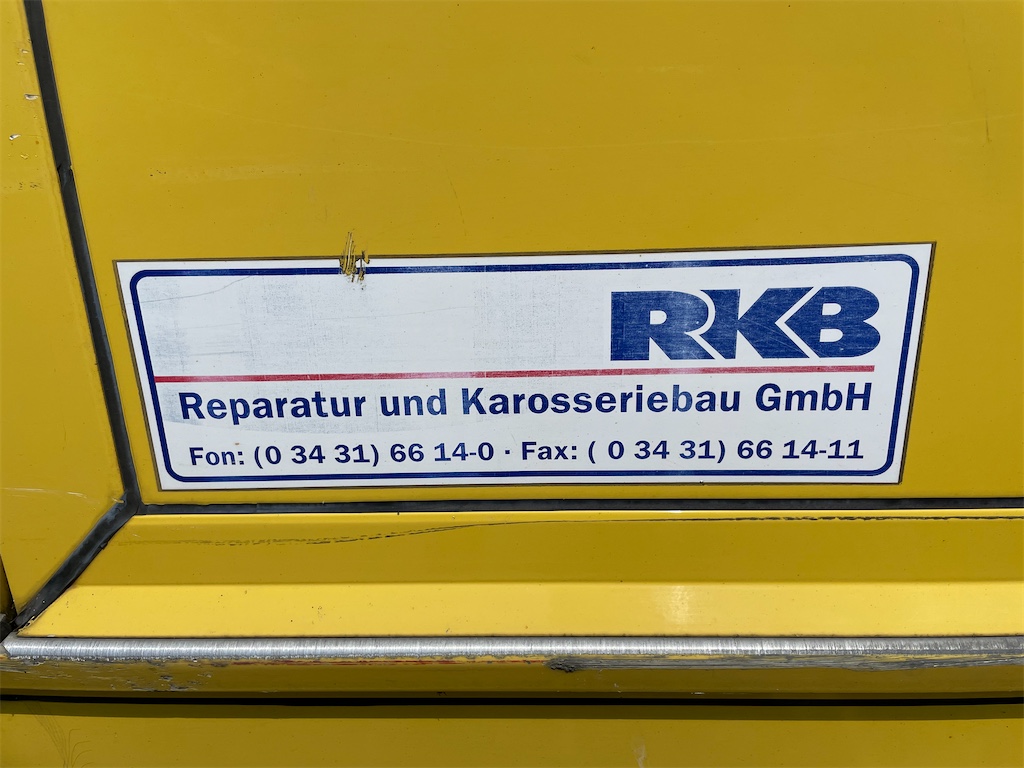 RKB
Reparatur und Karosseriebau GmbH
Fon: (0 34 31) 66 14-0 · Fax: ( 0 34 31) 66 14-11